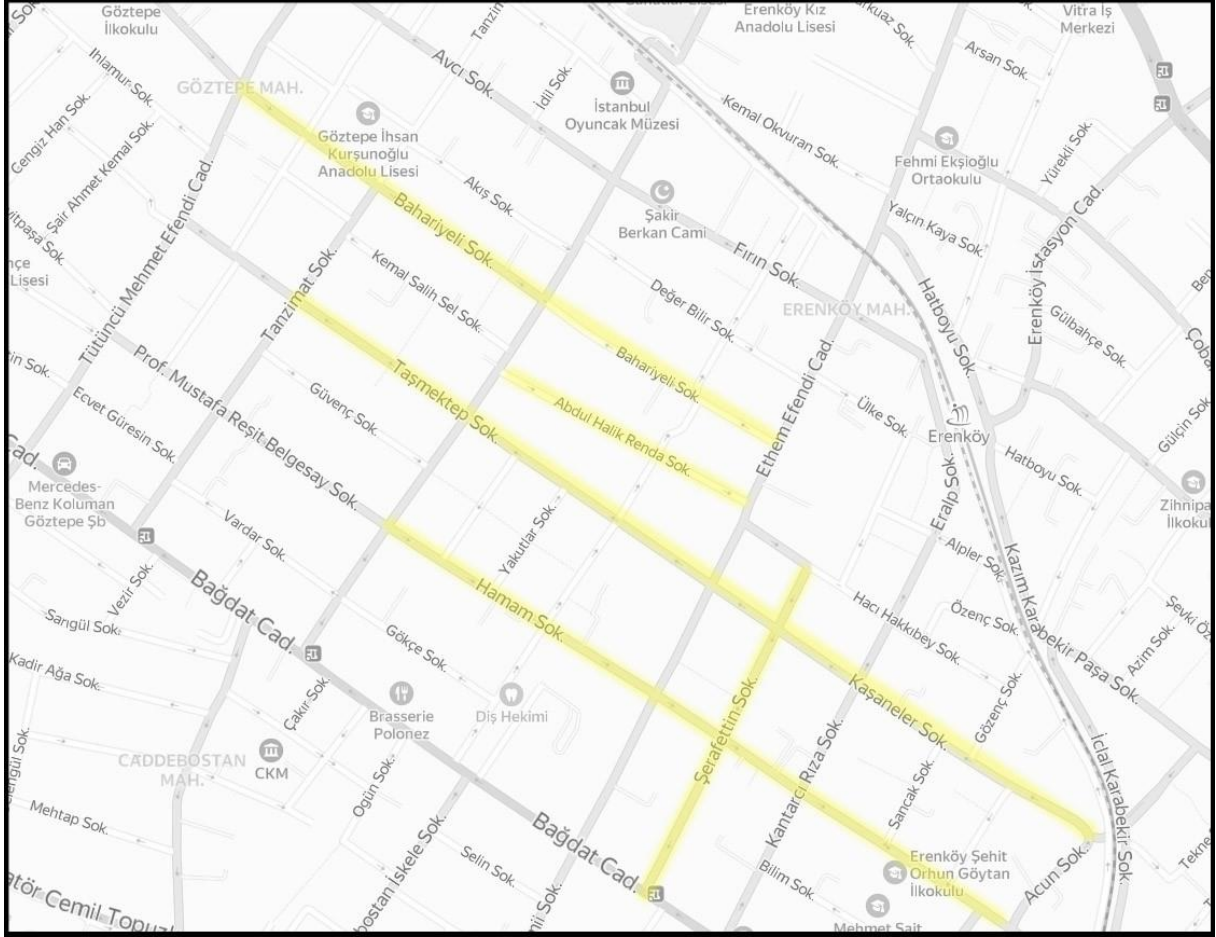 Göztepe
İlkokulu
Erenköy Kız
Anadolu Lisesi
Vitra İş
Merkezi
Arsan Sok.
Avcı Sok.
İdil Sok.
Ihlamur Sok.
GÖZTEPE MAH.
İstanbul
Oyuncak Müzesi
Kemal Okvuran Sok.
Cengiz Han Sok.
Şair Ahmet Kemal Sok.
Göztepe İhsan
Kurşunoğlu
Anadolu Lisesi
Fehmi Ekşioğlu
Ortaokulu
Yürekli Sok.
Akış Sok.
Şakir
Berkan Cami
Yalçın Kaya Sok.
Bahariyeli Sok.
Fırın Sok.
Erenköy İstasyon Cad.
Tütüncü Mehmet Efendi Cad.
Tanzimat Sok.
Kemal Salih Sel Sok.
Değer Bilir Sok.
ERENKÖY MAH.
Hatboyu Sok.
Gülbahçe Sok.
Lisesi
Prof. Mustafa Reşit Belgesay Sok.
Taşmektep Sok.
Bahariyeli Sok.
Abdul Halik Renda Sok.
Ethem Efendi Cad.
Ülke Sok.
Erenköy
Gülçin Sok.
Ecvet Güresin Sok.
Güvenç Sok.
Hatboyu Sok.
Eralp Sok.
Mercedes-
Benz Koluman
Göztepe Şb
Vardar Sok.
Yakutlar Sok.
Alpler Sok.
Kazım Karabekir Paşa Sok.
Vezir Sok.
Bağdat Cad.
Hamam Sok.
Hacı Hakkıbey Sok.
Özenç Sok.
Azim Sok.
Sarıgül Sok.
Gökçe Sok.
Kadir Ağa Sok.
Çakır Sok.
Brasserie
Polonez
Diş Hekimi
Şerafettin Sok.
Kaşaneler Sok.
Gözenç Sok.
CADDEBOSTAN
MAH.
CKM
Ogün Sok.
Kantarcı Rıza Sok.
Sancak Sok.
İclal Karabekir Sok.
Mehtap Sok.
Bağdat Cad.
Selin Sok.
Bilim Sok.
Erenköy Şehit
Orhun Göytan
İlkokulu
Acun Sok.
Mehmet Sait